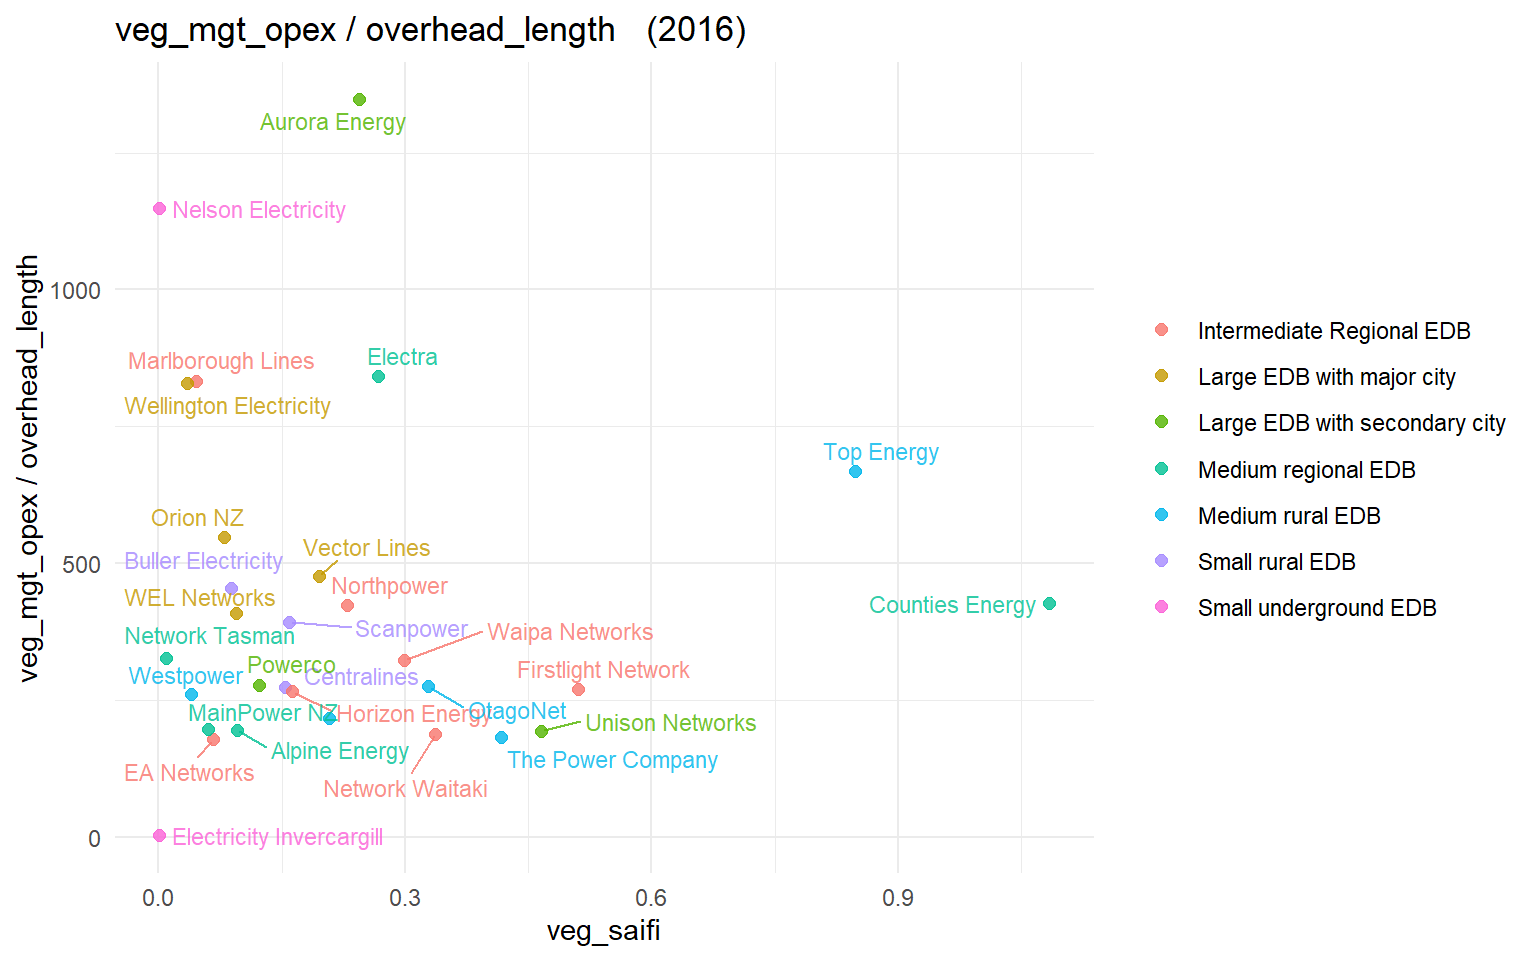 veg_mgt_opex / overhead_length (2016)
veg_mgt_opex / overhead_length
1000
500
0
Aurora Energy
Nelson Electricity
Marlborough Lines
Electra
Wellington Electricity
Top Energy
Orion NZ
Vector Lines
Buller Electricity
Northpower
WEL Networks
Counties Energy
Scanpower
Waipa Networks
Network Tasman
Powerco
Firstlight Network
Westpower
Centralines
MainPower NZ
Horizon Energy
OtagoNet
Unison Networks
Alpine Energy
The Power Company
EA Networks
Network Waitaki
Electricity Invercargill
0.0
0.3
0.6
0.9
veg_saifi
Intermediate Regional EDB
Large EDB with major city
Large EDB with secondary city
Medium regional EDB
Medium rural EDB
Small rural EDB
Small underground EDB